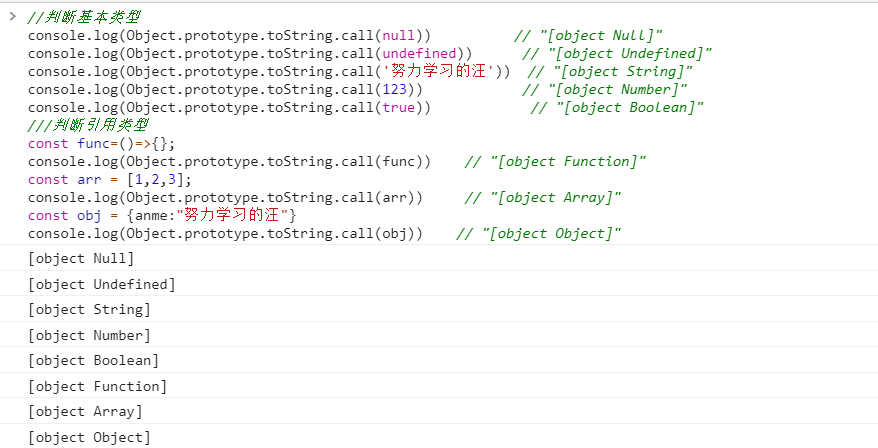 > //判断基本类型
console.log(Object.prototype.toString.call(null))          // "[object Null]"
console.log(Object.prototype.toString.call(undefined))      // "[object Undefined]"
console.log(Object.prototype.toString.call('努力学习的汪'))  // "[object String]"
console.log(Object.prototype.toString.call(123))            // "[object Number]"
console.log(Object.prototype.toString.call(true))            // "[object Boolean]"
///判断引用类型
const func=()=>{};
console.log(Object.prototype.toString.call(func))    // "[object Function]"
const arr = [1,2,3];
console.log(Object.prototype.toString.call(arr))     // "[object Array]"
const obj = {anme:"努力学习的汪"}
console.log(Object.prototype.toString.call(obj))    // "[object Object]"
[object Null]
[object Undefined]
[object String]
[object Number]
[object Boolean]
[object Function]
[object Array]
[object Object]